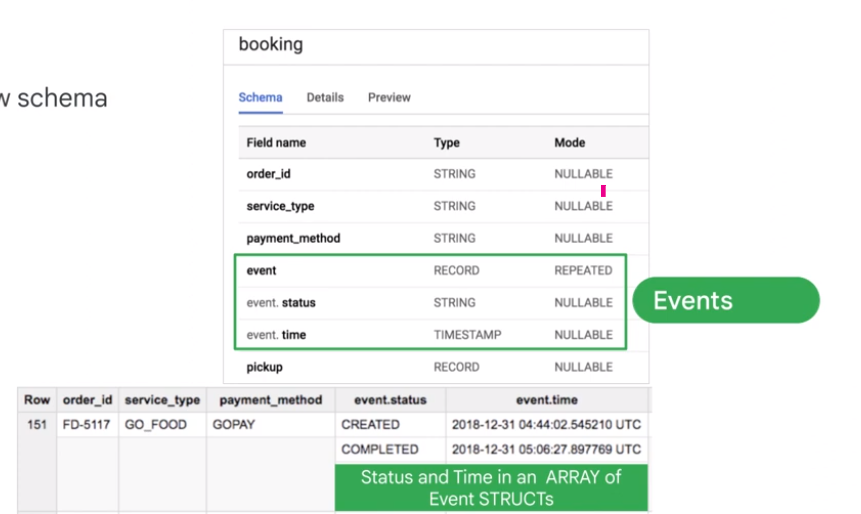 booking
w schema
Schema Details Preview
Field name Type Mode
order_id STRING NULLABLE
service_type STRING NULLABLE
payment_method STRING NULLABLE
event RECORD REPEATED
event. status STRING NULLABLE
Events
event. time TIMESTAMP NULLABLE
pickup RECORD NULLABLE
Row order_id service_type payment_method event.status event.time
151 FD-5117 GO_FOOD GOPAY CREATED 2018-12-31 04:44:02.545210 UTC
COMPLETED 2018-12-31 05:06:27.897769 UTC
Status and Time in an ARRAY of
Event STRUCTs